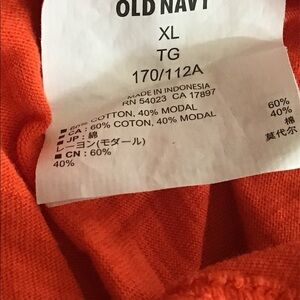 OLD NAVY
XL
TG
170/112A
MADE IN INDONESIA
RN 54023 CA 17897
COTTON, 40% MODAL
CA : 60% COTON, 40% MODAL
JP : 綿 60%
レーヨン(モダール) 40%
CN : 60% 棉
40% 莫代尔